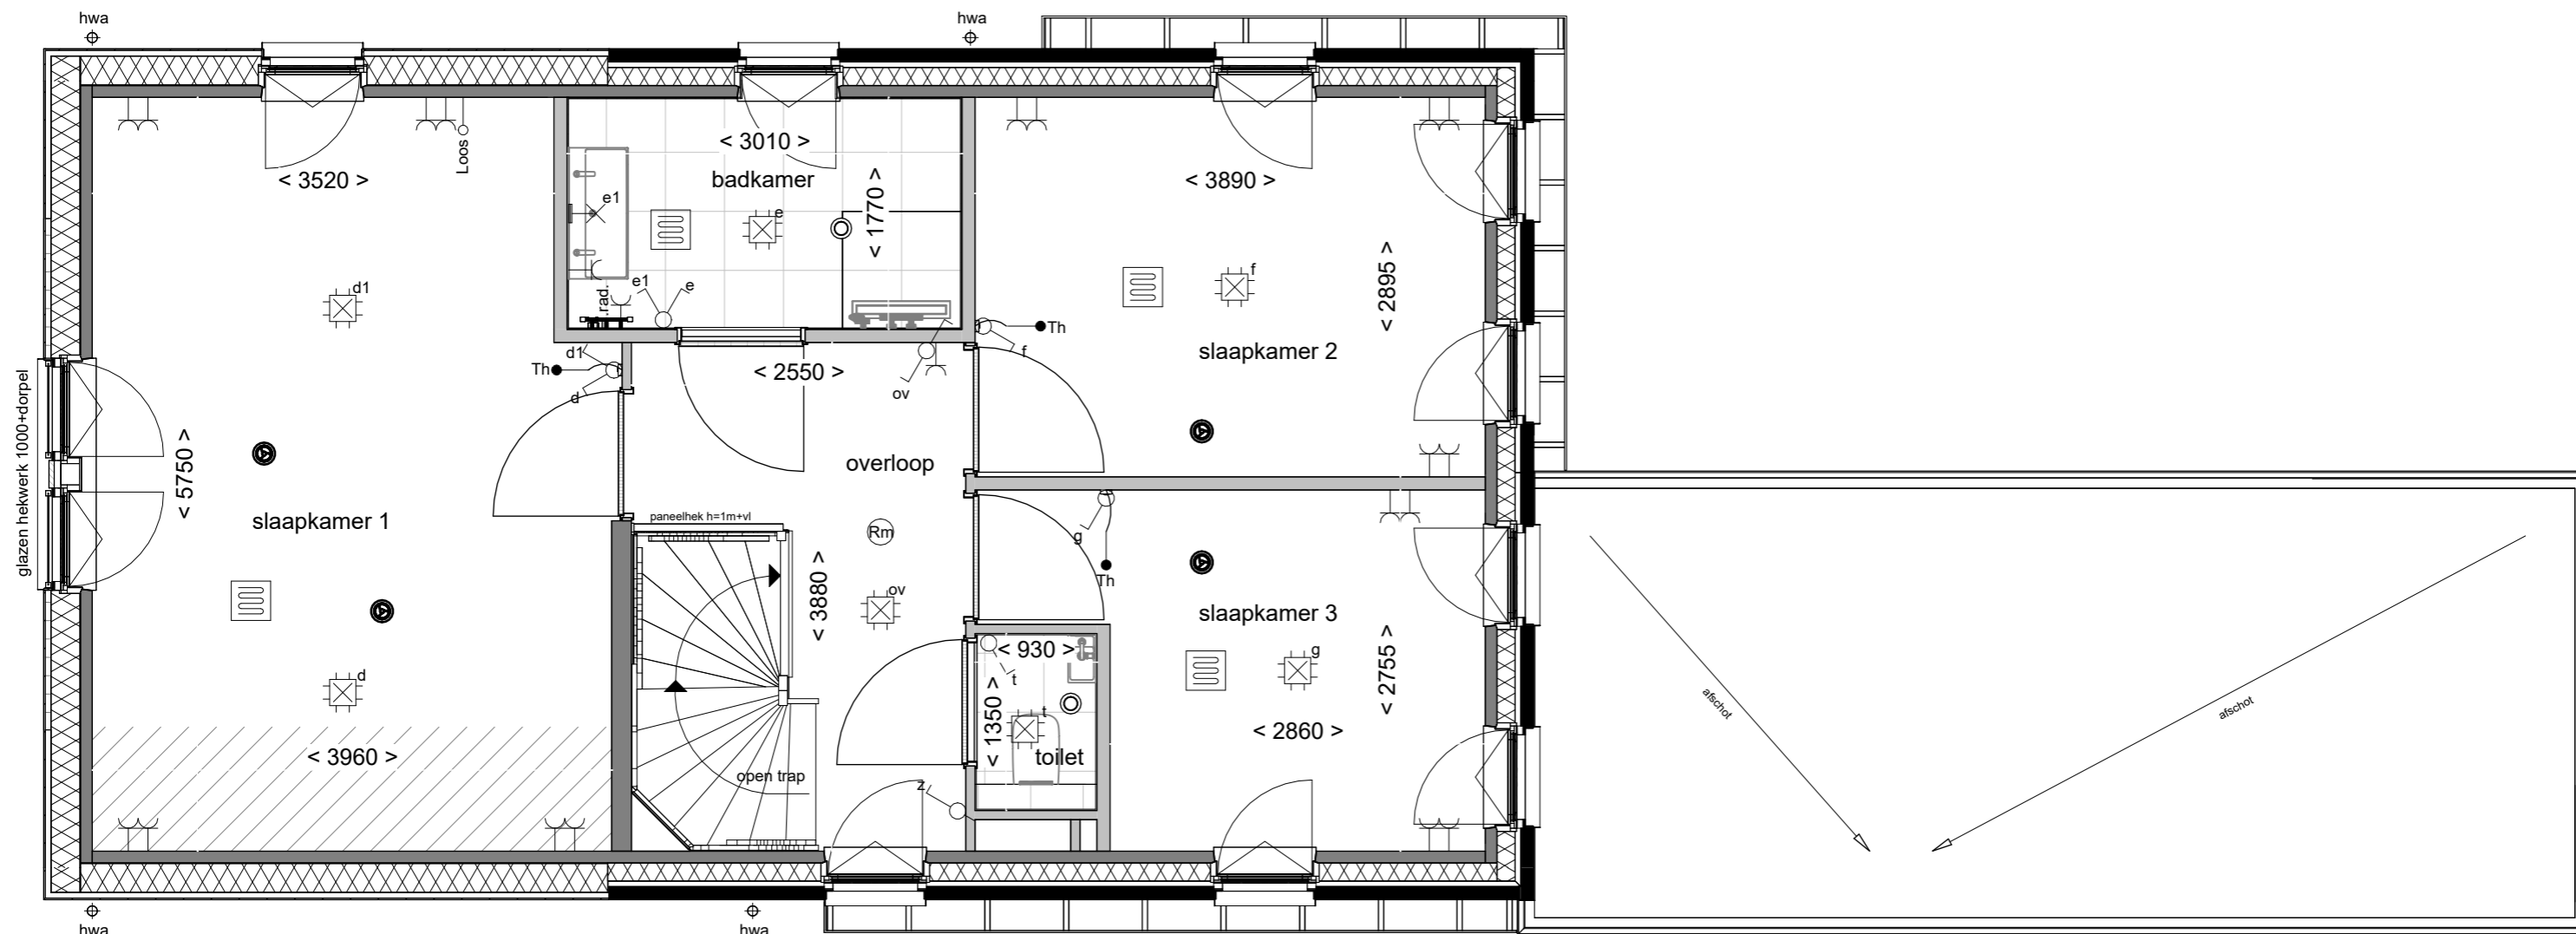 hwa
hwa
< 3520 >
Loos
< 3010 >
badkamer
< 1770 >
e1
e
e1
e
.rad.
< 3890 >
f
< 2895 >
slaapkamer 2
Th
f
d1
d1
Th
d
< 2550 >
ov
overloop
glazen hekwerk 1000+dorpel
< 5750 >
slaapkamer 1
paneelhek h=1m+vl
Rm
< 3880 >
ov
g
Th
slaapkamer 3
< 930 >
t
< 1350 >
t
toilet
g
< 2755 >
< 2860 >
d
< 3960 >
open trap
z
afschot
afschot
hwa
hwa